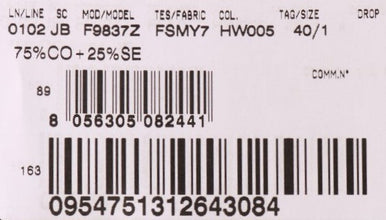 LN/LINE SC MOD/MODEL TES/FABRIC COL. TAG/SIZE DROP
0102 JB F9837Z FSMY7 HW005 40/1
75%CO+25%SE
COMM.N°
89
8 056305 082441
163
0954751312643084